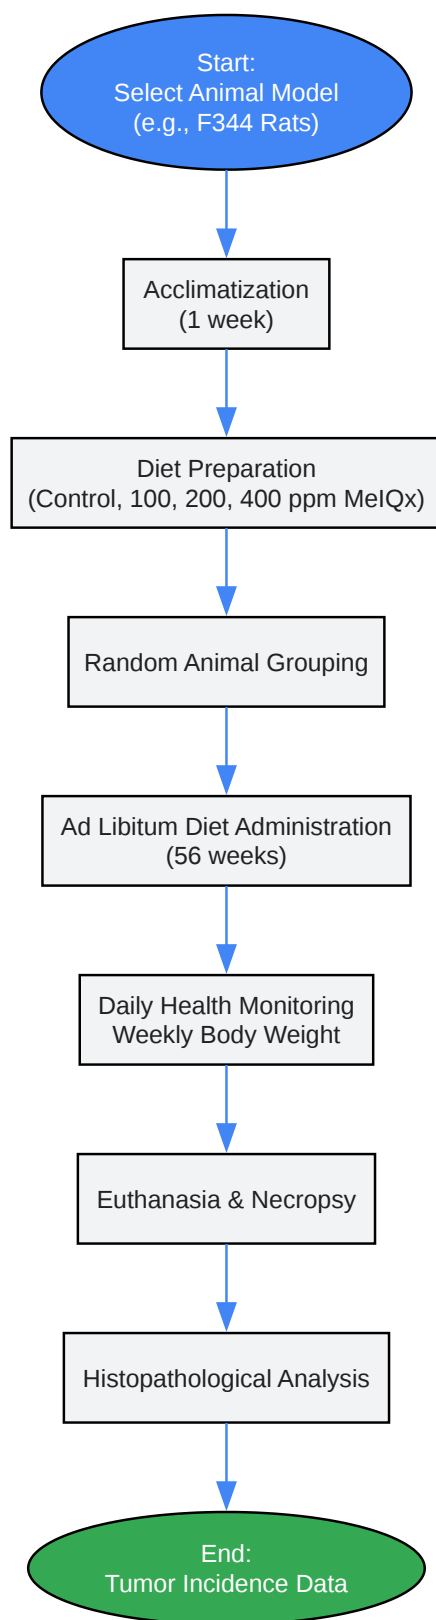 Start:
Select Animal Model
(e.g., F344 Rats)
Acclimatization
(1 week)
Diet Preparation
(Control, 100, 200, 400 ppm MeIQx)
Random Animal Grouping
Ad Libitum Diet Administration
(56 weeks)
Daily Health Monitoring
Weekly Body Weight
Euthanasia & Necropsy
Histopathological Analysis
End:
Tumor Incidence Data